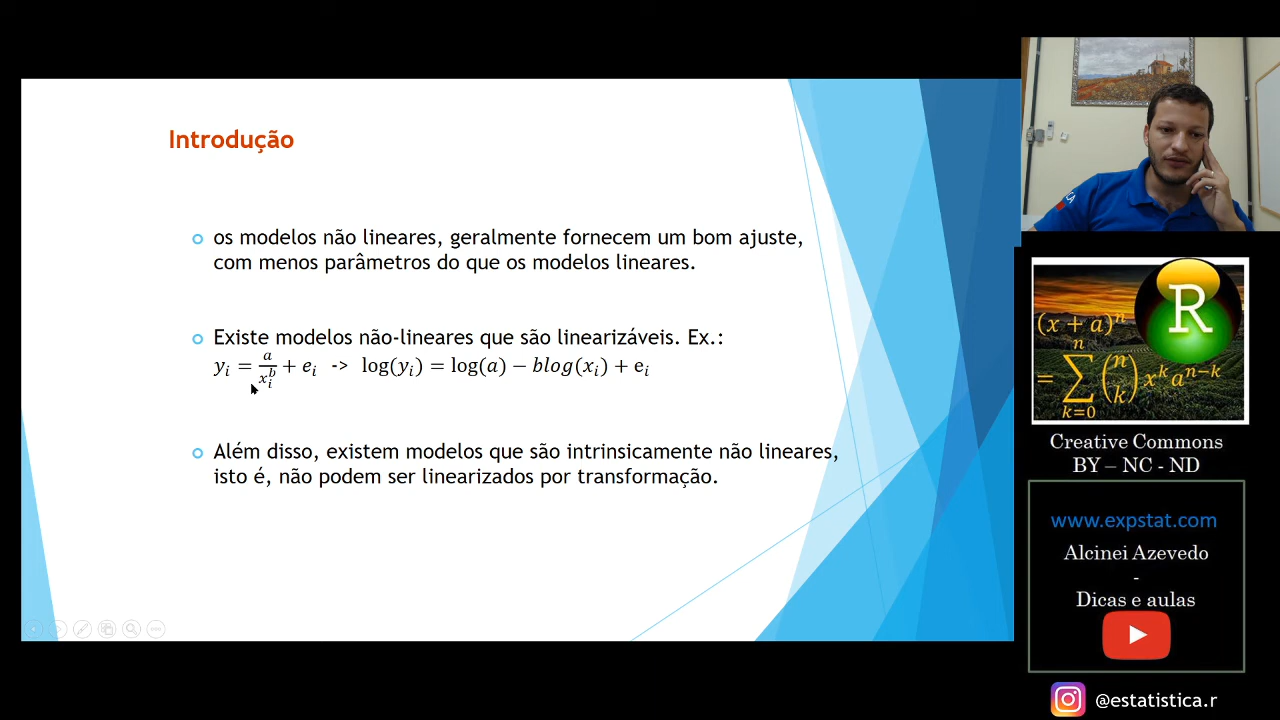 Introdução
os modelos não lineares, geralmente fornecem um bom ajuste,
com menos parâmetros do que os modelos lineares.
Existe modelos não-lineares que são linearizáveis. Ex.:
y_i = a/x_i^b + e_i -> log(y_i) = log(a) − blog(x_i) + e_i
Além disso, existem modelos que são intrinsicamente não lineares,
isto é, não podem ser linearizados por transformação.
R
(x + a)^n
= ∑_{k=0}^{n} (n k) x^k a^{n−k}
Creative Commons
BY – NC - ND
www.expstat.com
Alcinei Azevedo
-
Dicas e aulas
@estatistica.r